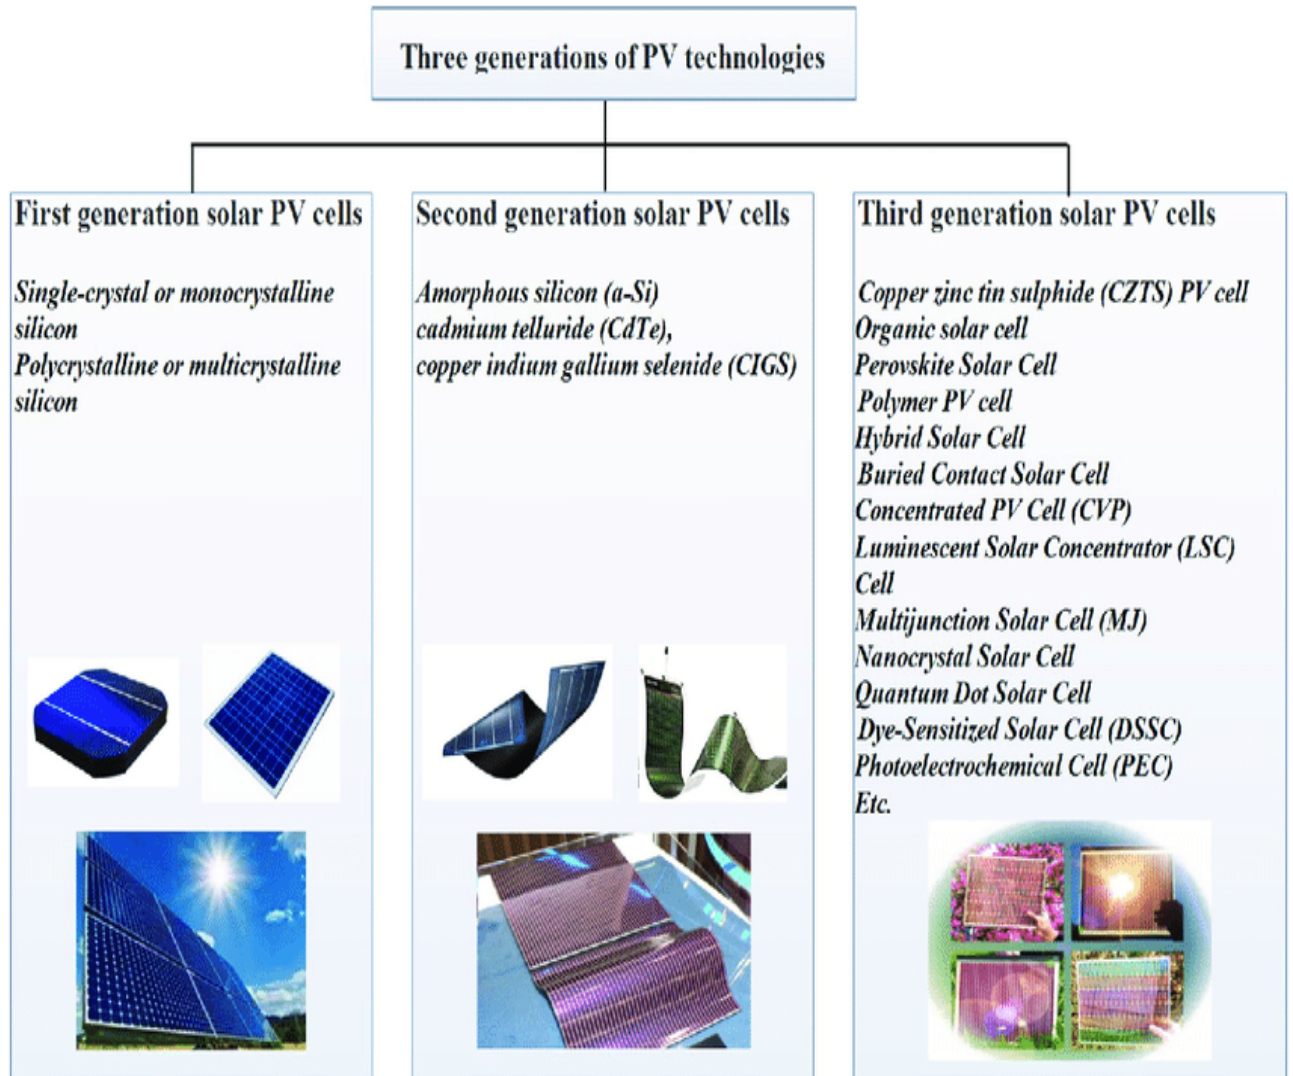 Three generations of PV technologies
First generation solar PV cells
Single-crystal or monocrystalline
silicon
Polycrystalline or multicrystalline
silicon
Second generation solar PV cells
Amorphous silicon (a-Si)
cadmium telluride (CdTe),
copper indium gallium selenide (CIGS)
Third generation solar PV cells
Copper zinc tin sulphide (CZTS) PV cell
Organic solar cell
Perovskite Solar Cell
Polymer PV cell
Hybrid Solar Cell
Buried Contact Solar Cell
Concentrated PV Cell (CVP)
Luminescent Solar Concentrator (LSC)
Cell
Multijunction Solar Cell (MJ)
Nanocrystal Solar Cell
Quantum Dot Solar Cell
Dye-Sensitized Solar Cell (DSSC)
Photoelectrochemical Cell (PEC)
Etc.